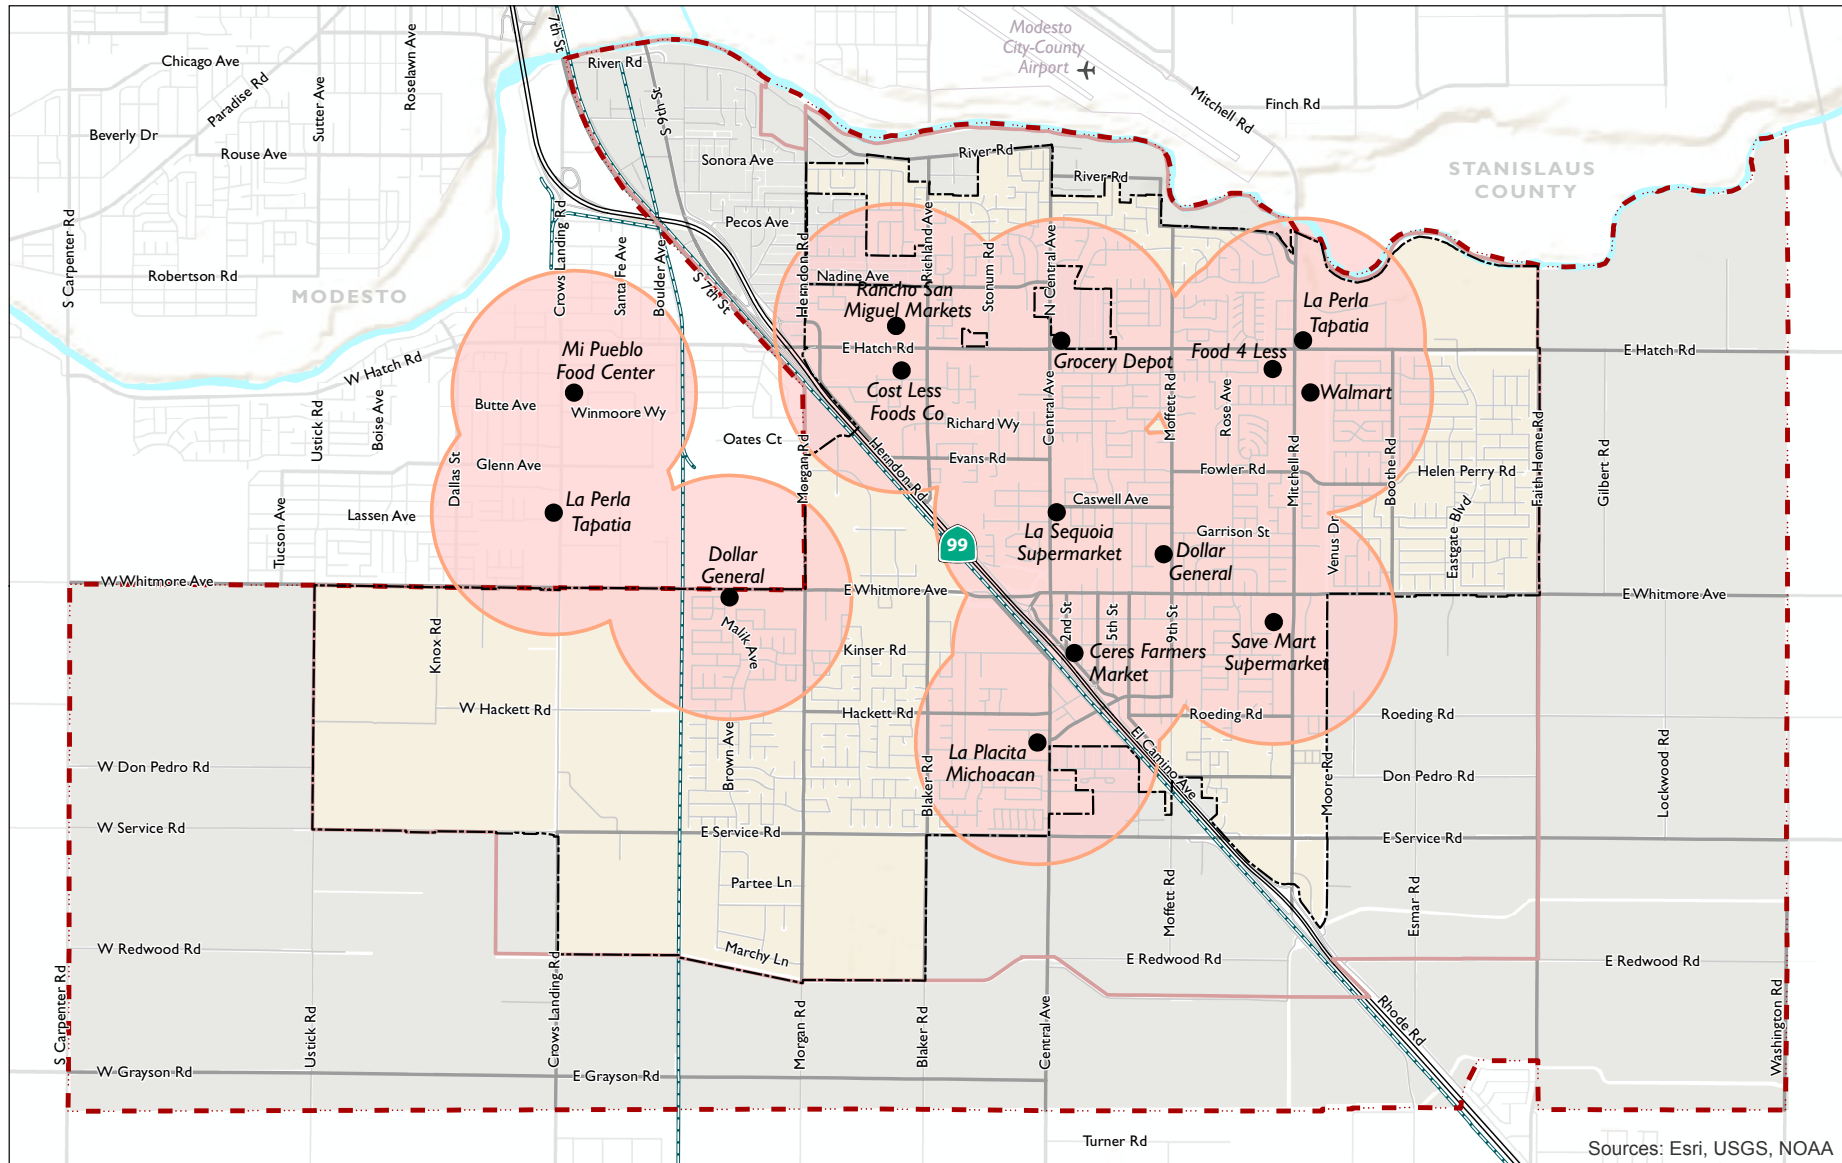 Chicago Ave
Paradise Rd
Sutter Ave
Roselawn Ave
7th St
River Rd
S 9th St
Modesto
City-County
Airport
Mitchell Rd
Finch Rd
Beverly Dr
Rouse Ave
Sonora Ave
River Rd
River Rd
STANISLAUS
COUNTY
S Carpenter Rd
Robertson Rd
MODESTO
Crows Landing Rd
Santa Fe Ave
Boulder Ave
Pecos Ave
S 7th St
Herndon Rd
Nadine Ave
Richland Ave
Stonum Rd
N Central Ave
Rancho San
Miguel Markets
La Perla
Tapatia
E Hatch Rd
Grocery Depot
Food 4 Less
E Hatch Rd
W Hatch Rd
Mi Pueblo
Food Center
Cost Less
Foods Co
Walmart
Butte Ave
Winmoore Wy
Ustick Rd
Boise Ave
Oates Ct
Richard Wy
Central Ave
Moffett Rd
Rose Ave
Mitchell Rd
Boothe Rd
Faith Home Rd
Gilbert Rd
Dallas St
Glenn Ave
Morgan Rd
Herndon Rd
Evans Rd
Fowler Rd
Helen Perry Rd
Eastgate Blvd
Tucson Ave
Lassen Ave
La Perla
Tapatia
Caswell Ave
La Sequoia
Supermarket
Garrison St
Venus Dr
99
Dollar
General
Dollar
General
W Whitmore Ave
E Whitmore Ave
E Whitmore Ave
Malik Ave
Knox Rd
Kinser Rd
2nd St
5th St
9th St
Ceres Farmers
Market
Save Mart
Supermarket
W Hackett Rd
Hackett Rd
Roeding Rd
Roeding Rd
Brown Ave
Blaker Rd
La Placita
Michoacan
El Camino Ave
Moore Rd
Lockwood Rd
W Don Pedro Rd
Don Pedro Rd
W Service Rd
E Service Rd
E Service Rd
Partee Ln
Moffett Rd
Esmar Rd
W Redwood Rd
Marchy Ln
E Redwood Rd
E Redwood Rd
S Carpenter Rd
Ustick Rd
Crows Landing Rd
Morgan Rd
Blaker Rd
Central Ave
Rhode Rd
Washington Rd
W Grayson Rd
E Grayson Rd
Turner Rd
Sources: Esri, USGS, NOAA